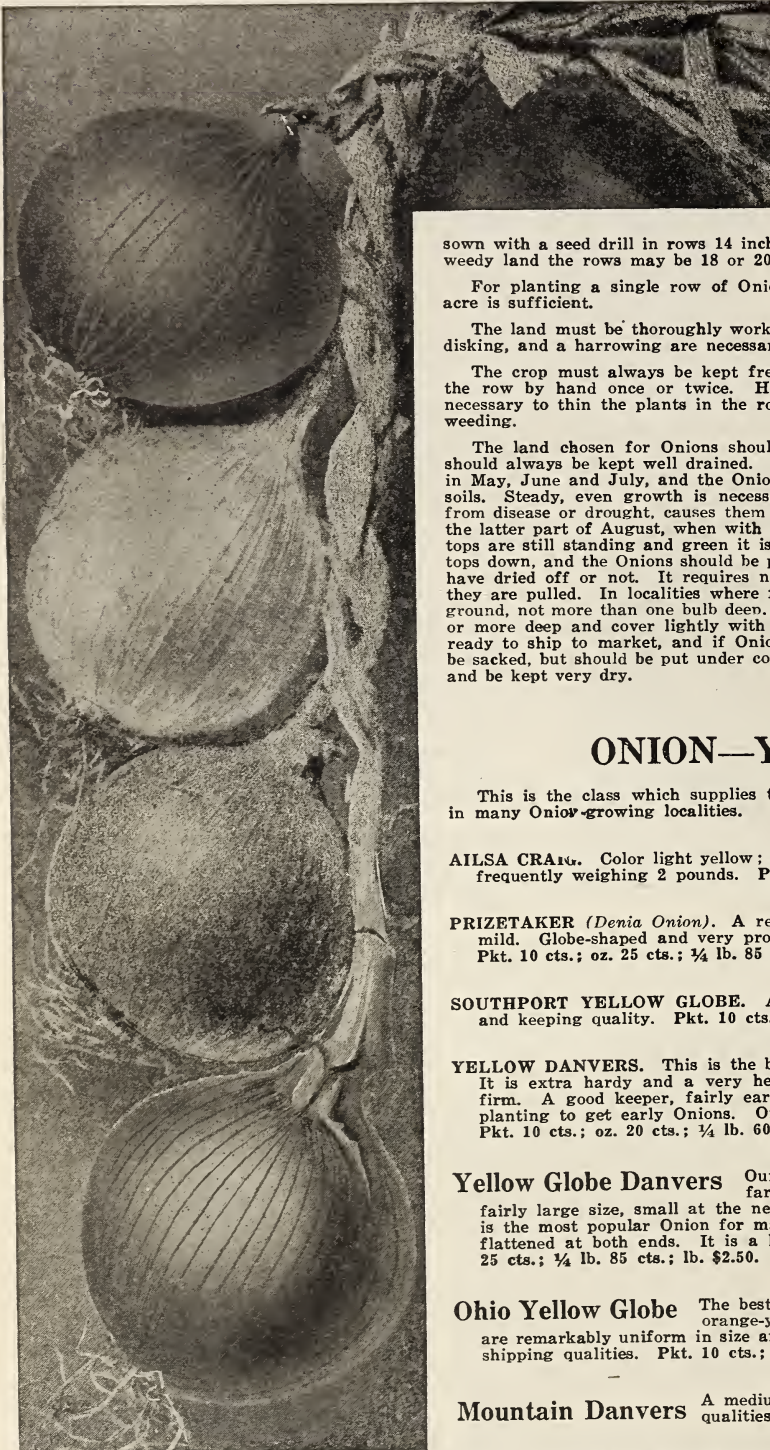 sown with a seed drill in rows 14 inch
weedy land the rows may be 18 or 20
For planting a single row of Onio
acre is sufficient.
The land must be thoroughly work
disking, and a harrowing are necessar
The crop must always be kept fre
the row by hand once or twice. H
necessary to thin the plants in the ro
weeding.
The land chosen for Onions shoul
should always be kept well drained.
in May, June and July, and the Onio
soils. Steady, even growth is necess
from disease or drought, causes them
the latter part of August, when with
tops are still standing and green it is
tops down, and the Onions should be p
have dried off or not. It requires n
they are pulled. In localities where
ground, not more than one bulb deep.
or more deep and cover lightly with
ready to ship to market, and if Onio
be sacked, but should be put under co
and be kept very dry.
ONION—Y
This is the class which supplies t
in many Onion-growing localities.
AILSA CRAIG. Color light yellow;
frequently weighing 2 pounds. P
PRIZETAKER (Denia Onion). A re
mild. Globe-shaped and very pro
Pkt. 10 cts.; oz. 25 cts.; ¼ lb. 85
SOUTHPORT YELLOW GLOBE. A
and keeping quality. Pkt. 10 cts.
YELLOW DANVERS. This is the b
It is extra hardy and a very he
firm. A good keeper, fairly ear
planting to get early Onions. O
Pkt. 10 cts.; oz. 20 cts.; ¼ lb. 60
Yellow Globe Danvers Our
far
fairly large size, small at the ne
is the most popular Onion for m
flattened at both ends. It is a
25 cts.; ¼ lb. 85 cts.; lb. $2.50.
Ohio Yellow Globe The best
orange-y
are remarkably uniform in size a
shipping qualities. Pkt. 10 cts.;
Mountain Danvers A mediu
qualities